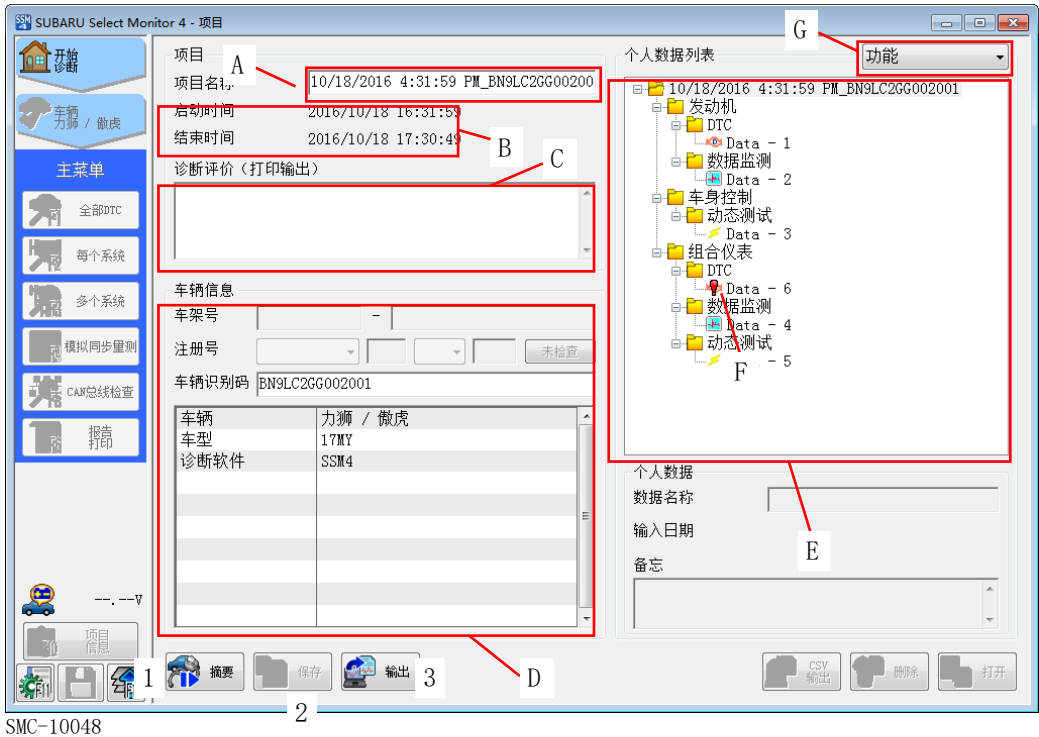 SUBARU Select Monitor 4 - 项目
开始
诊断
车辆
力狮 / 傲虎
主菜单
全部DTC
每个系统
多个系统
模拟同步量测
CAN总线检查
报告
打印
--.--V
项目
信息
F11
项目
A
项目名称
10/18/2016 4:31:59 PM_BN9LC2GG00200
启动时间 2016/10/18 16:31:59
结束时间 2016/10/18 17:30:49
B
C
诊断评价（打印输出）
车辆信息
车架号 -
注册号 未检查
车辆识别码 BN9LC2GG002001
车辆 力狮 / 傲虎
车型 17MY
诊断软件 SSM4
D
G
个人数据列表 功能
10/18/2016 4:31:59 PM_BN9LC2GG002001
发动机
DTC
Data - 1
数据监测
Data - 2
车身控制
动态测试
Data - 3
组合仪表
DTC
Data - 6
数据监测
Data - 4
动态测试
- 5
F
E
个人数据
数据名称
输入日期
备忘
1 摘要
2 保存
输出 3
CSV
输出
删除
打开
SMC-10048